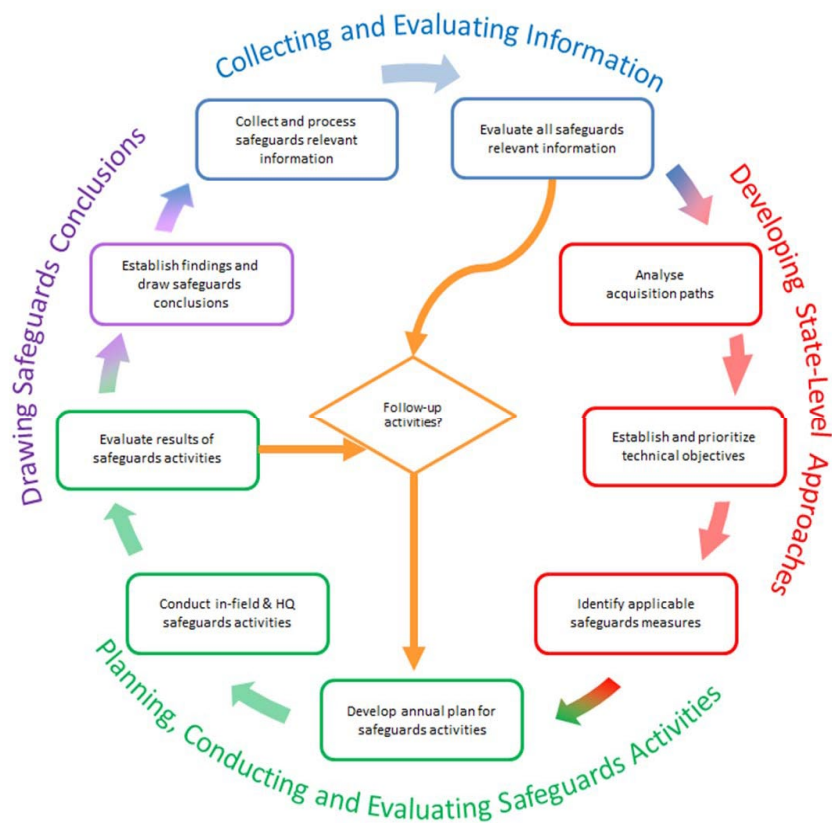 Collecting and Evaluating Information
Collect and process
safeguards relevant
information
Evaluate all safeguards
relevant information
Developing State-Level Approaches
Analyse
acquisition paths
Establish and prioritize
technical objectives
Identify applicable
safeguards measures
Planning, Conducting and Evaluating Safeguards Activities
Develop annual plan for
safeguards activities
Conduct in-field & HQ
safeguards activities
Evaluate results of
safeguards activities
Drawing Safeguards Conclusions
Establish findings and
draw safeguards
conclusions
Follow-up
activities?